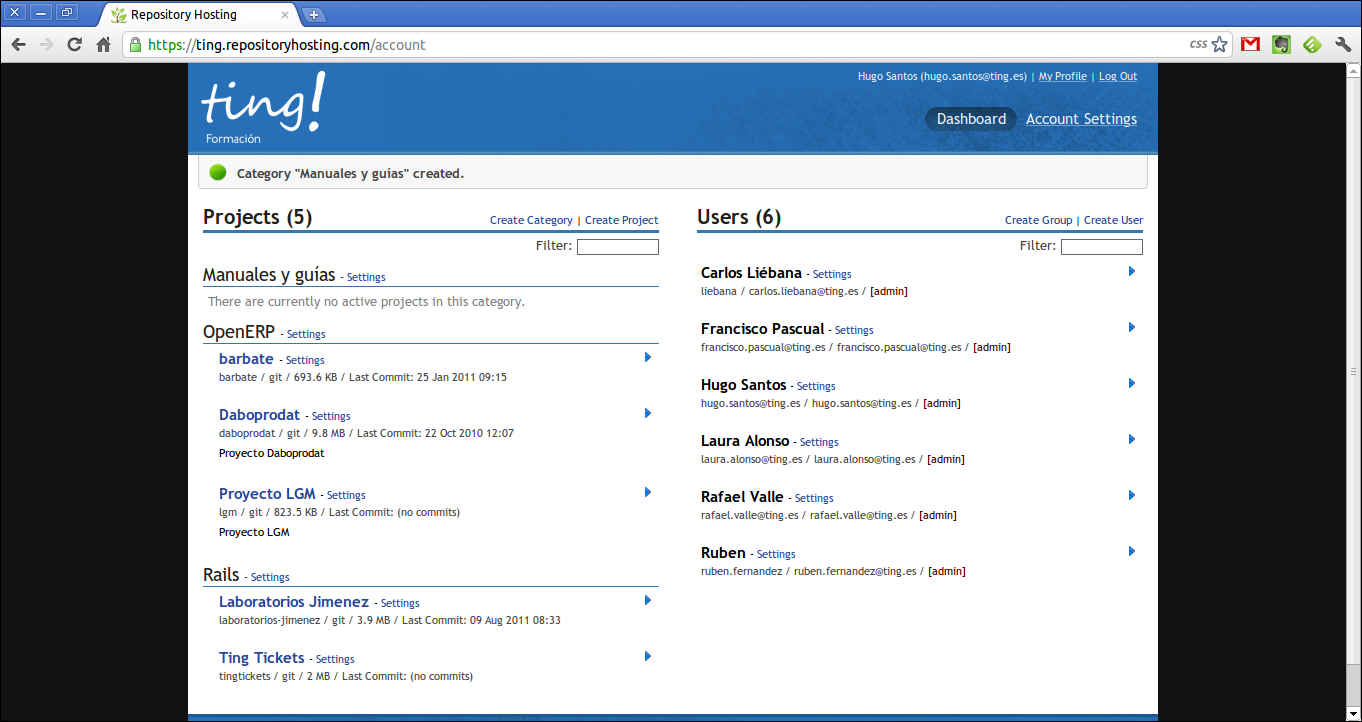 Repository Hosting
https://ting.repositoryhosting.com/account
CSS
ting!
Formación
Hugo Santos (hugo.santos@ting.es) | My Profile | Log Out
Dashboard Account Settings
Category "Manuales y guías" created.
Projects (5) Create Category | Create Project
Filter:
Manuales y guías - Settings
There are currently no active projects in this category.
OpenERP - Settings
barbate - Settings
barbate / git / 693.6 KB / Last Commit: 25 Jan 2011 09:15
Daboprodat - Settings
daboprodat / git / 9.8 MB / Last Commit: 22 Oct 2010 12:07
Proyecto Daboprodat
Proyecto LGM - Settings
lgm / git / 823.5 KB / Last Commit: (no commits)
Proyecto LGM
Rails - Settings
Laboratorios Jimenez - Settings
laboratorios-jimenez / git / 3.9 MB / Last Commit: 09 Aug 2011 08:33
Ting Tickets - Settings
tingtickets / git / 2 MB / Last Commit: (no commits)
Users (6) Create Group | Create User
Filter:
Carlos Liébana - Settings
liebana / carlos.liebana@ting.es / [admin]
Francisco Pascual - Settings
francisco.pascual@ting.es / francisco.pascual@ting.es / [admin]
Hugo Santos - Settings
hugo.santos@ting.es / hugo.santos@ting.es / [admin]
Laura Alonso - Settings
laura.alonso@ting.es / laura.alonso@ting.es / [admin]
Rafael Valle - Settings
rafael.valle@ting.es / rafael.valle@ting.es / [admin]
Ruben - Settings
ruben.fernandez / ruben.fernandez@ting.es / [admin]